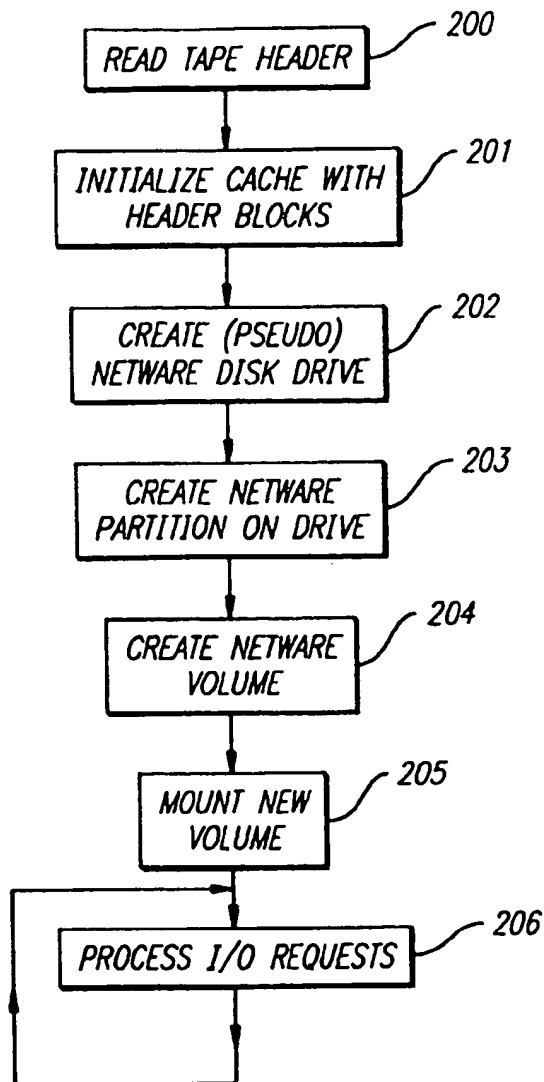 200
READ TAPE HEADER
201
INITIALIZE CACHE WITH
HEADER BLOCKS
202
CREATE (PSEUDO)
NETWARE DISK DRIVE
203
CREATE NETWARE
PARTITION ON DRIVE
204
CREATE NETWARE
VOLUME
205
MOUNT NEW
VOLUME
206
PROCESS I/O REQUESTS